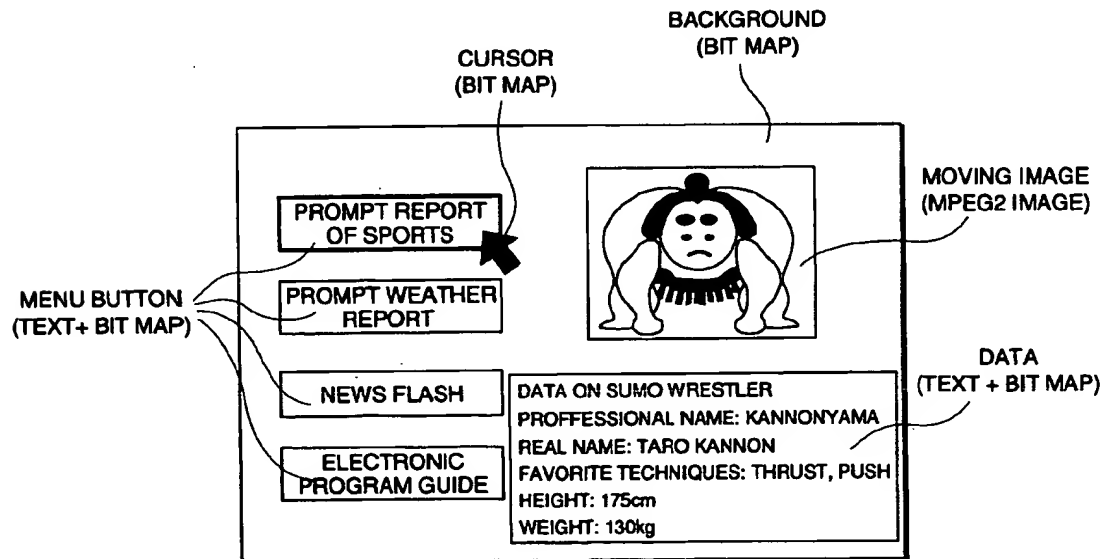 BACKGROUND
(BIT MAP)
CURSOR
(BIT MAP)
MOVING IMAGE
(MPEG2 IMAGE)
PROMPT REPORT
OF SPORTS
MENU BUTTON
(TEXT+ BIT MAP)
PROMPT WEATHER
REPORT
NEWS FLASH
ELECTRONIC
PROGRAM GUIDE
DATA
(TEXT + BIT MAP)
DATA ON SUMO WRESTLER
PROFFESSIONAL NAME: KANNONYAMA
REAL NAME: TARO KANNON
FAVORITE TECHNIQUES: THRUST, PUSH
HEIGHT: 175cm
WEIGHT: 130kg